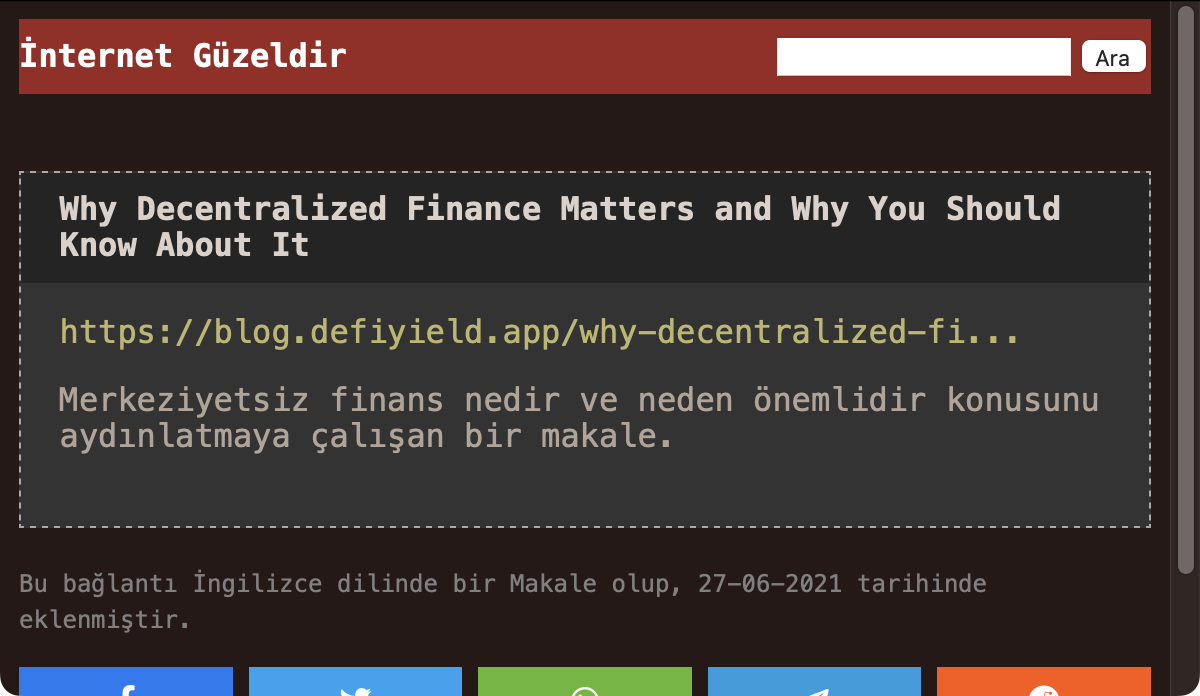 İnternet Güzeldir
Ara
Why Decentralized Finance Matters and Why You Should
Know About It
https://blog.defiyield.app/why-decentralized-fi...
Merkeziyetsiz finans nedir ve neden önemlidir konusunu
aydınlatmaya çalışan bir makale.
Bu bağlantı İngilizce dilinde bir Makale olup, 27-06-2021 tarihinde
eklenmiştir.